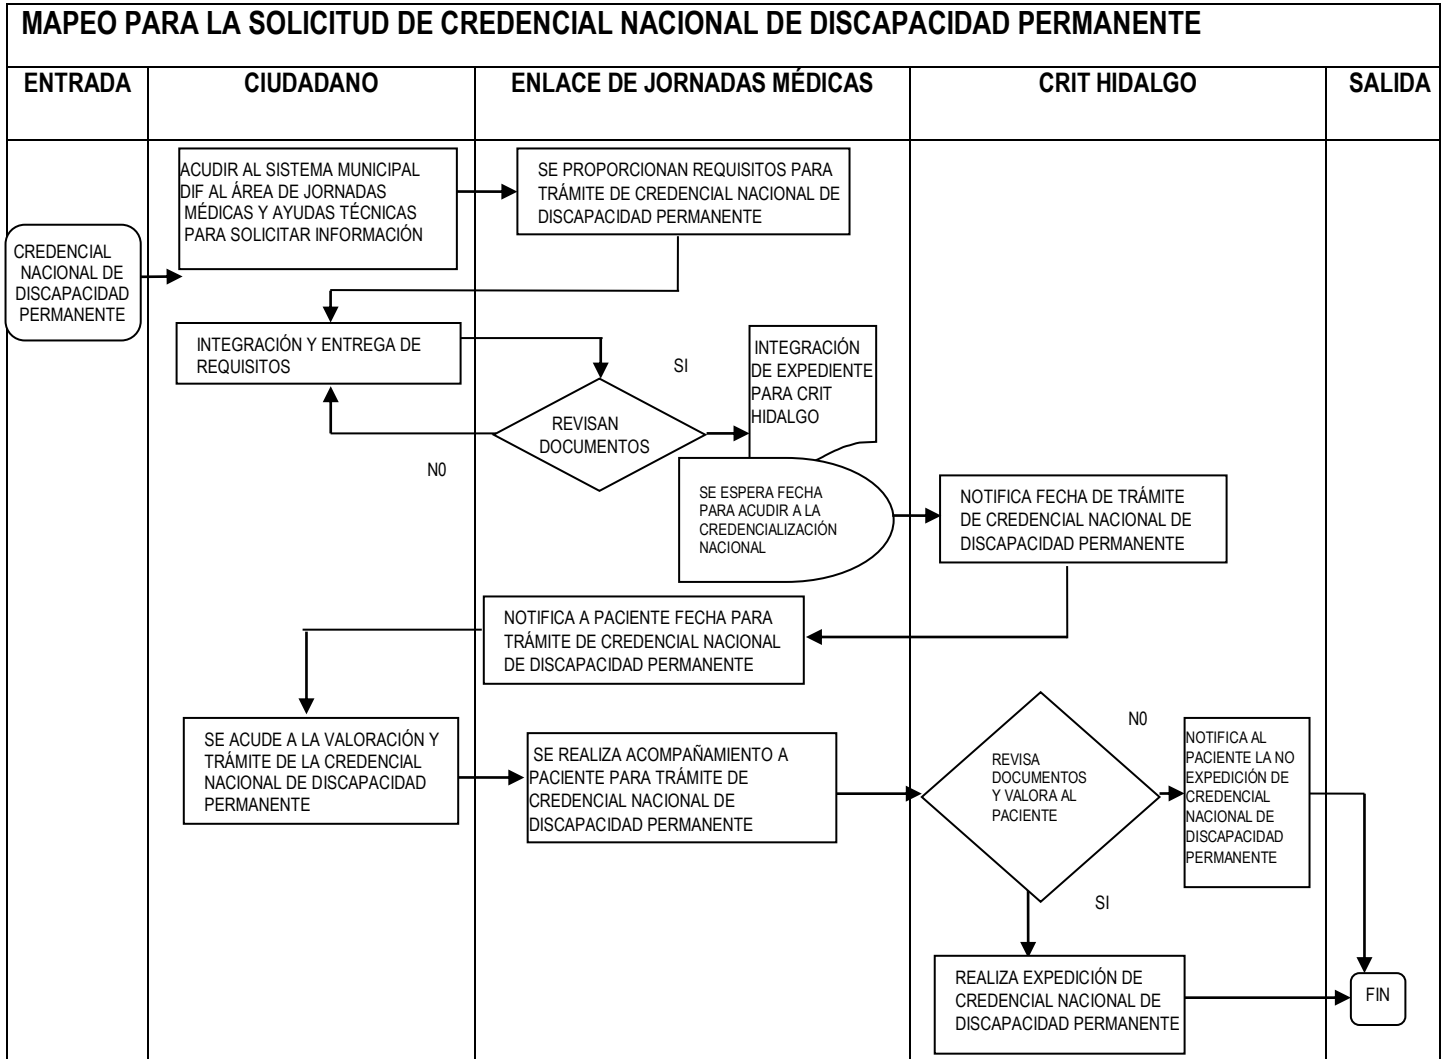 MAPEO PARA LA SOLICITUD DE CREDENCIAL NACIONAL DE DISCAPACIDAD PERMANENTE
ENTRADA
CIUDADANO
ENLACE DE JORNADAS MÉDICAS
CRIT HIDALGO
SALIDA
CREDENCIAL
NACIONAL DE
DISCAPACIDAD
PERMANENTE
ACUDIR AL SISTEMA MUNICIPAL
DIF AL ÁREA DE JORNADAS
MÉDICAS Y AYUDAS TÉCNICAS
PARA SOLICITAR INFORMACIÓN
SE PROPORCIONAN REQUISITOS PARA
TRÁMITE DE CREDENCIAL NACIONAL DE
DISCAPACIDAD PERMANENTE
INTEGRACIÓN Y ENTREGA DE
REQUISITOS
REVISAN
DOCUMENTOS
SI
N0
INTEGRACIÓN
DE EXPEDIENTE
PARA CRIT
HIDALGO
SE ESPERA FECHA
PARA ACUDIR A LA
CREDENCIALIZACIÓN
NACIONAL
NOTIFICA FECHA DE TRÁMITE
DE CREDENCIAL NACIONAL DE
DISCAPACIDAD PERMANENTE
NOTIFICA A PACIENTE FECHA PARA
TRÁMITE DE CREDENCIAL NACIONAL
DE DISCAPACIDAD PERMANENTE
SE ACUDE A LA VALORACIÓN Y
TRÁMITE DE LA CREDENCIAL
NACIONAL DE DISCAPACIDAD
PERMANENTE
SE REALIZA ACOMPAÑAMIENTO A
PACIENTE PARA TRÁMITE DE
CREDENCIAL NACIONAL DE
DISCAPACIDAD PERMANENTE
REVISA
DOCUMENTOS
Y VALORA AL
PACIENTE
N0
NOTIFICA AL
PACIENTE LA NO
EXPEDICIÓN DE
CREDENCIAL
NACIONAL DE
DISCAPACIDAD
PERMANENTE
SI
REALIZA EXPEDICIÓN DE
CREDENCIAL NACIONAL DE
DISCAPACIDAD PERMANENTE
FIN